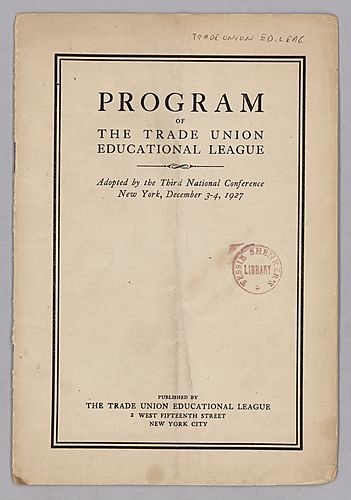 TRADE UNION ED. LEAG.
PROGRAM
OF
THE TRADE UNION
EDUCATIONAL LEAGUE
Adopted by the Third National Conference
New York, December 3-4, 1927
JESSIE SHENKER'S
LIBRARY
PUBLISHED BY
THE TRADE UNION EDUCATIONAL LEAGUE
2 WEST FIFTEENTH STREET
NEW YORK CITY